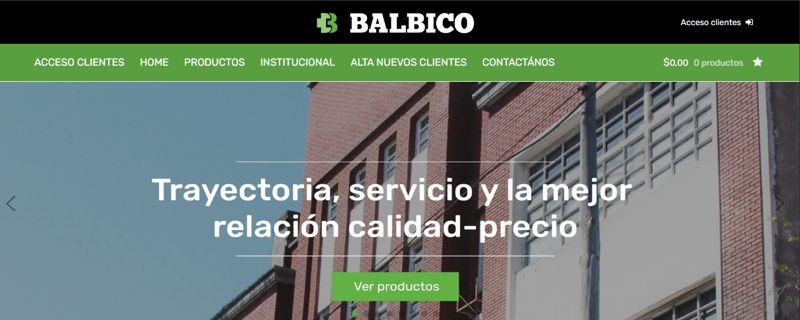 BALBICO
Acceso clientes
ACCESO CLIENTES HOME PRODUCTOS INSTITUCIONAL ALTA NUEVOS CLIENTES CONTACTÁNOS $0,00 0 productos
Trayectoria, servicio y la mejor
relación calidad-precio
Ver productos